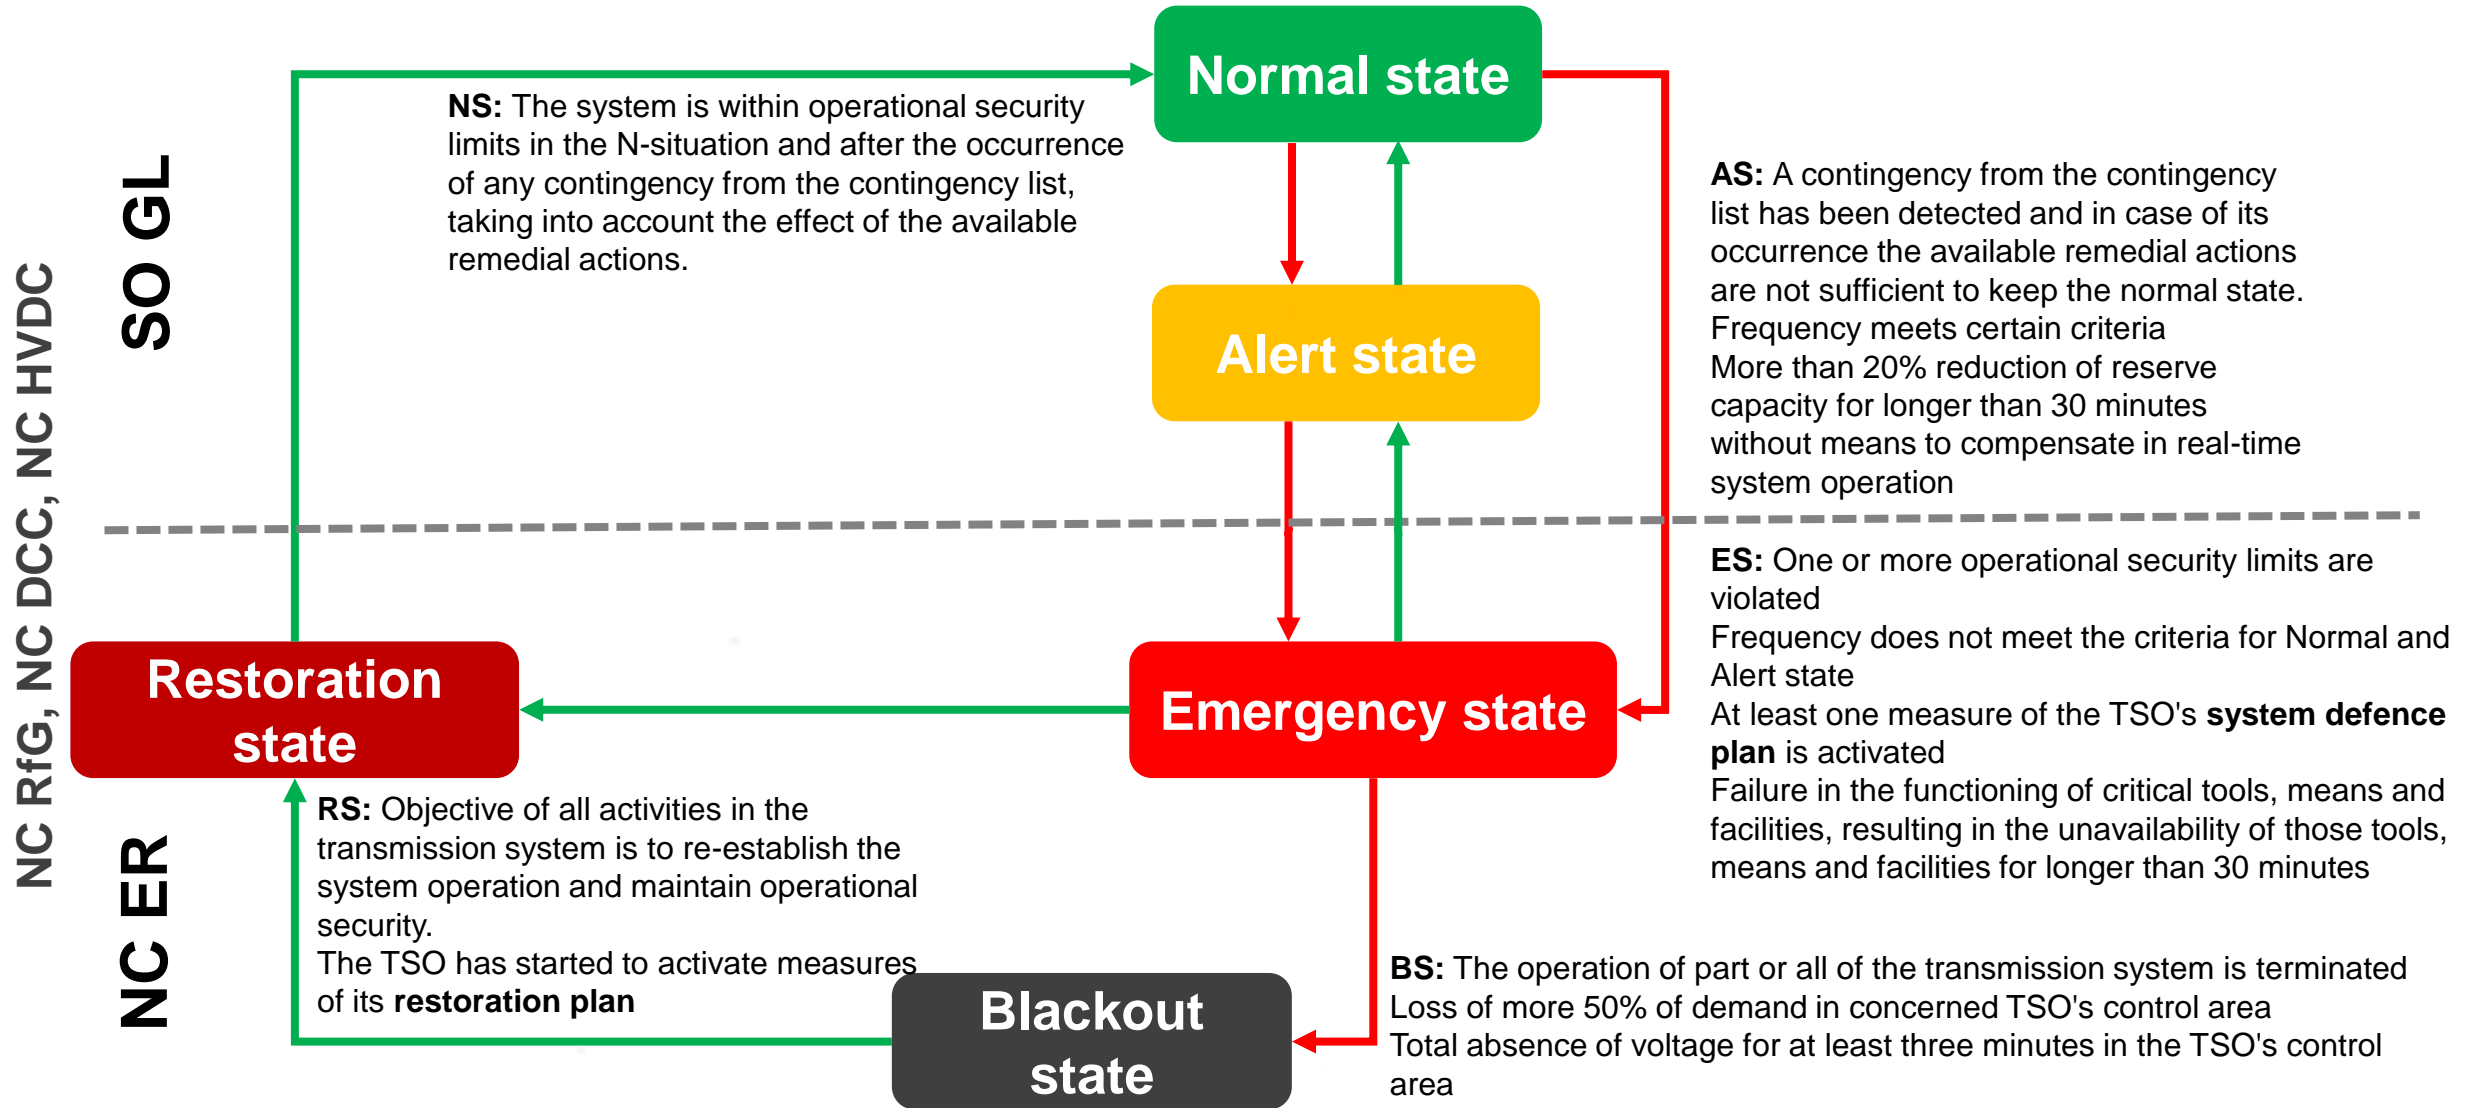 NC RfG, NC DCC, NC HVDC
SO GL
NC ER
Normal state
NS: The system is within operational security
limits in the N-situation and after the occurrence
of any contingency from the contingency list,
taking into account the effect of the available
remedial actions.
Alert state
AS: A contingency from the contingency
list has been detected and in case of its
occurrence the available remedial actions
are not sufficient to keep the normal state.
Frequency meets certain criteria
More than 20% reduction of reserve
capacity for longer than 30 minutes
without means to compensate in real-time
system operation
Emergency state
ES: One or more operational security limits are
violated
Frequency does not meet the criteria for Normal and
Alert state
At least one measure of the TSO's system defence
plan is activated
Failure in the functioning of critical tools, means and
facilities, resulting in the unavailability of those tools,
means and facilities for longer than 30 minutes
Restoration
state
RS: Objective of all activities in the
transmission system is to re-establish the
system operation and maintain operational
security.
The TSO has started to activate measures
of its restoration plan
Blackout
state
BS: The operation of part or all of the transmission system is terminated
Loss of more 50% of demand in concerned TSO's control area
Total absence of voltage for at least three minutes in the TSO's control
area